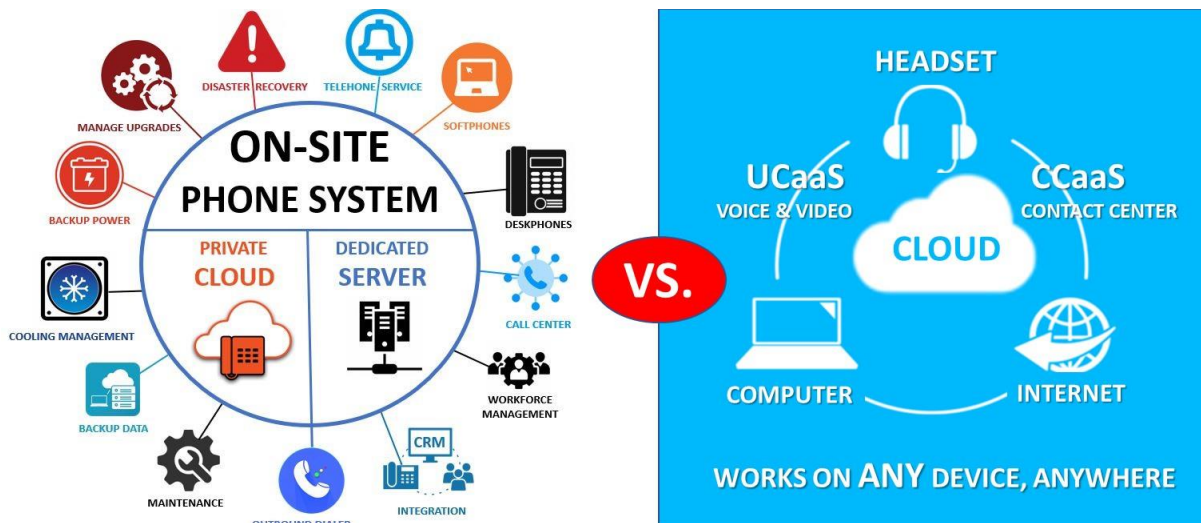 DISASTER RECOVERY
TELEHONE SERVICE
MANAGE UPGRADES
SOFTPHONES
ON-SITE
PHONE SYSTEM
BACKUP POWER
DESKPHONES
PRIVATE
CLOUD
DEDICATED
SERVER
COOLING MANAGEMENT
CALL CENTER
BACKUP DATA
WORKFORCE
MANAGEMENT
CRM
MAINTENANCE
INTEGRATION
OUTBOUND DIALER
VS.
HEADSET
UCaaS
VOICE & VIDEO
CCaaS
CONTACT CENTER
CLOUD
COMPUTER
INTERNET
WORKS ON ANY DEVICE, ANYWHERE